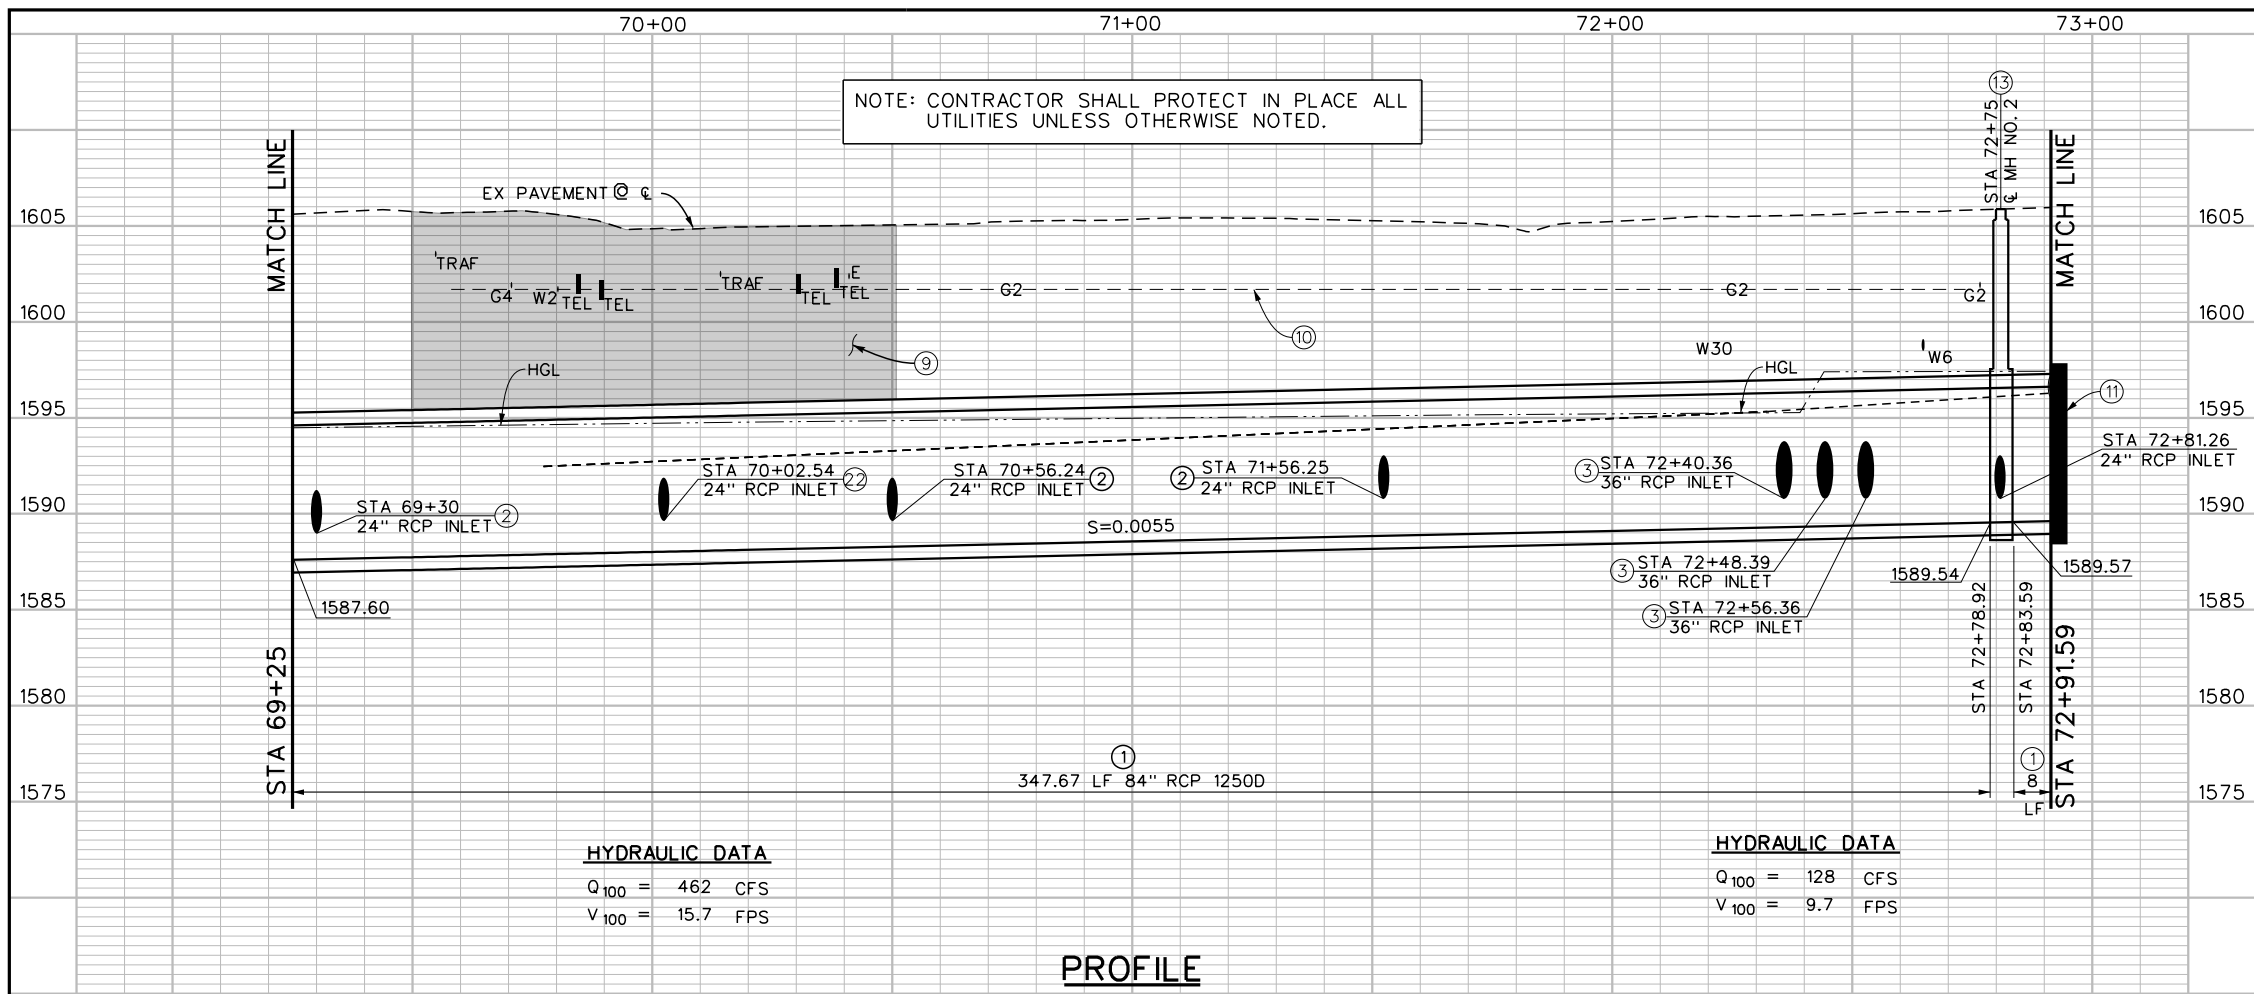 70+00 71+00 72+00 73+00
NOTE: CONTRACTOR SHALL PROTECT IN PLACE ALL
UTILITIES UNLESS OTHERWISE NOTED.
13
STA 72+75
℄ MH NO. 2
MATCH LINE
MATCH LINE
EX PAVEMENT @ ℄
1605 1605
TRAF
G4 W2 TEL TEL TRAF TEL E
TEL
G2 G2 G2
1600 1600
10
9
W30 W6
HGL HGL
11
1595 1595
STA 69+30
24" RCP INLET 2
STA 70+02.54
24" RCP INLET 22
STA 70+56.24 2
24" RCP INLET
2 STA 71+56.25
24" RCP INLET
3 STA 72+40.36
36" RCP INLET
STA 72+81.26
24" RCP INLET
1590 1590
S=0.0055
3 STA 72+48.39
36" RCP INLET
3 STA 72+56.36
36" RCP INLET
1589.54
1589.57
1587.60
1585 1585
STA 72+78.92
STA 72+83.59
STA 69+25
STA 72+91.59
1580 1580
1
347.67 LF 84" RCP 1250D
1
8
LF
1575 1575
HYDRAULIC DATA
Q100 = 462 CFS
V100 = 15.7 FPS
HYDRAULIC DATA
Q100 = 128 CFS
V100 = 9.7 FPS
PROFILE